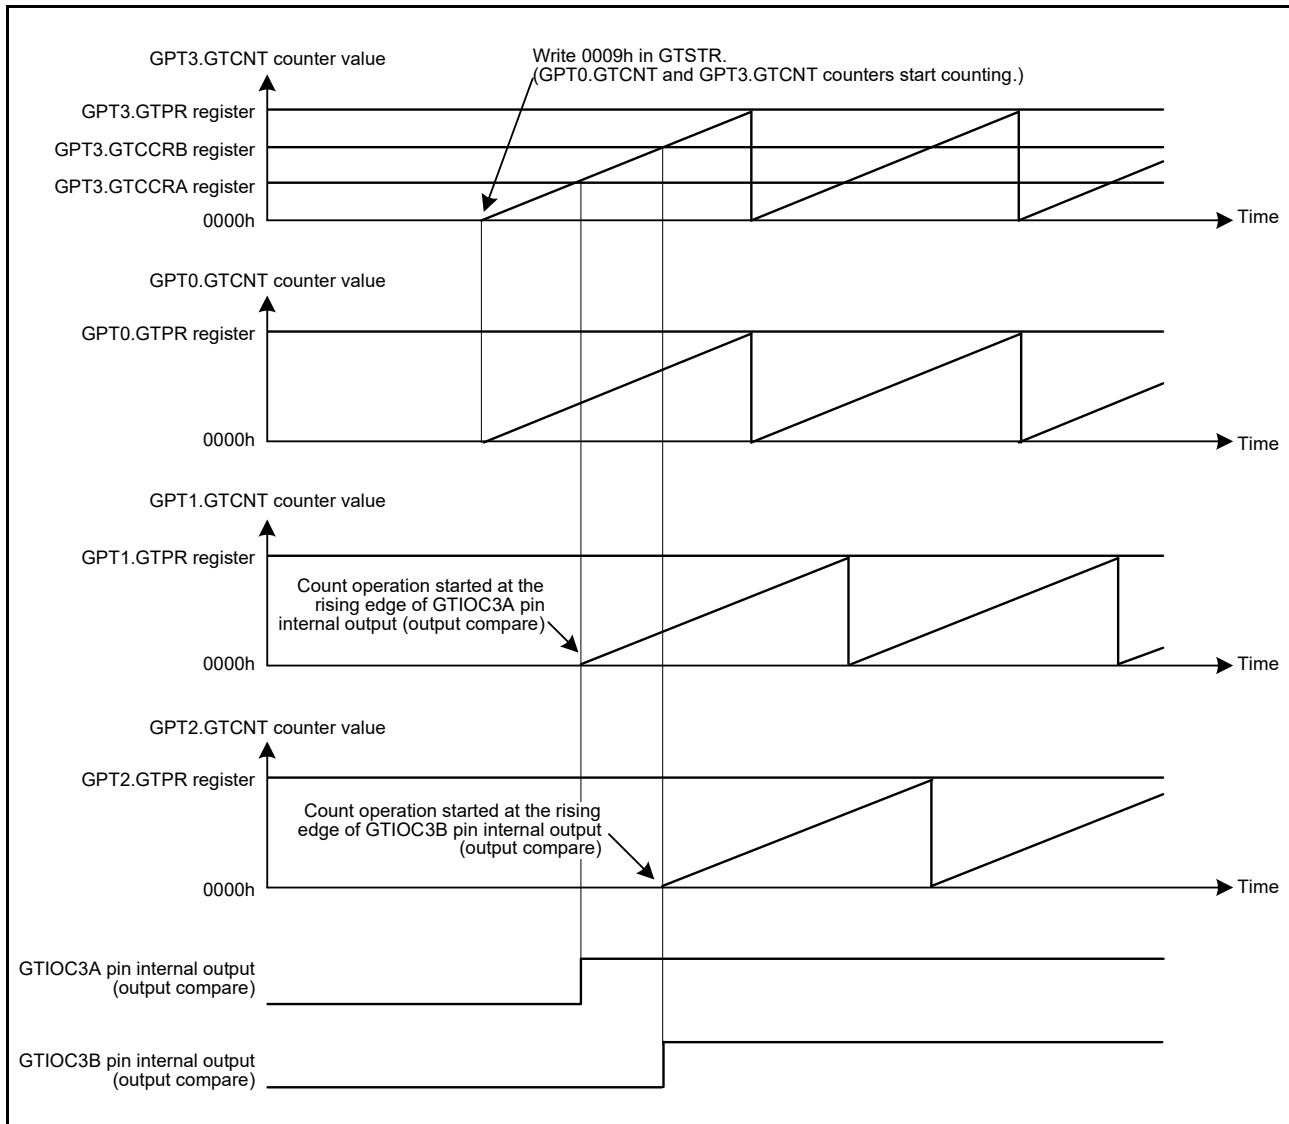 GPT3.GTCNT counter value
Write 0009h in GTSTR.
(GPT0.GTCNT and GPT3.GTCNT counters start counting.)
GPT3.GTPR register
GPT3.GTCCRB register
GPT3.GTCCRA register
0000h
Time
GPT0.GTCNT counter value
GPT0.GTPR register
0000h
Time
GPT1.GTCNT counter value
GPT1.GTPR register
Count operation started at the
rising edge of GTIOC3A pin
internal output (output compare)
0000h
Time
GPT2.GTCNT counter value
GPT2.GTPR register
Count operation started at the rising
edge of GTIOC3B pin internal output
(output compare)
0000h
Time
GTIOC3A pin internal output
(output compare)
GTIOC3B pin internal output
(output compare)